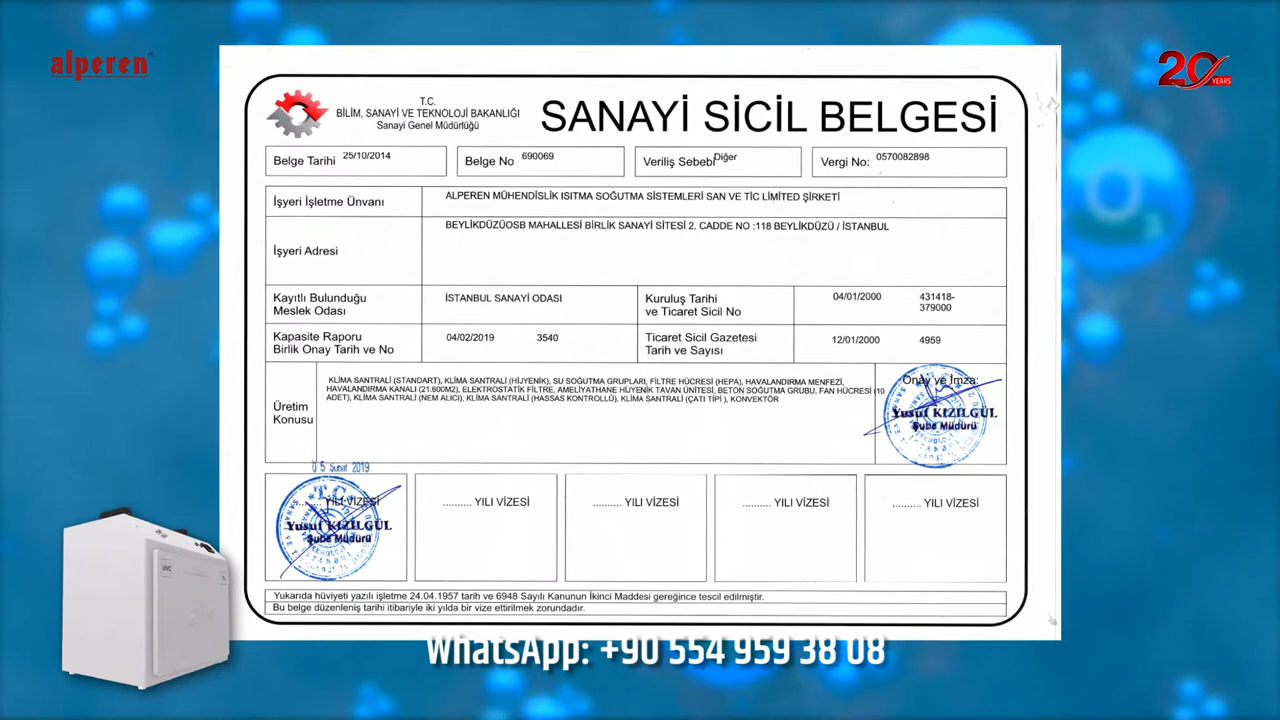 alperen
20 YEARS
T.C.
BİLİM, SANAYİ VE TEKNOLOJİ BAKANLIĞI
Sanayi Genel Müdürlüğü
SANAYİ SİCİL BELGESİ
Belge Tarihi 25/10/2014
Belge No 690069
Veriliş Sebebi Diğer
Vergi No: 0570082898
İşyeri İşletme Ünvanı
ALPEREN MÜHENDİSLİK ISITMA SOĞUTMA SİSTEMLERİ SAN VE TİC LİMİTED ŞİRKETİ
İşyeri Adresi
BEYLİKDÜZÜOSB MAHALLESİ BİRLİK SANAYİ SİTESİ 2. CADDE NO :118 BEYLİKDÜZÜ / İSTANBUL
Kayıtlı Bulunduğu
Meslek Odası
İSTANBUL SANAYİ ODASI
Kuruluş Tarihi
ve Ticaret Sicil No
04/01/2000
431418-
379000
Kapasite Raporu
Birlik Onay Tarih ve No
04/02/2019 3540
Ticaret Sicil Gazetesi
Tarih ve Sayısı
12/01/2000 4959
Üretim
Konusu
KLİMA SANTRALİ (STANDART), KLİMA SANTRALİ (HİJYENİK), SU SOĞUTMA GRUPLARI, FİLTRE HÜCRESİ (HEPA), HAVALANDIRMA MENFEZİ,
HAVALANDIRMA KANALI (21.600M2), ELEKTROSTATİK FİLTRE, AMELİYATHANE HİJYENİK TAVAN ÜNİTESİ, BETON SOĞUTMA GRUBU, FAN HÜCRESİ (10
ADET), KLİMA SANTRALİ (NEM ALICI), KLİMA SANTRALİ (HASSAS KONTROLLÜ), KLİMA SANTRALİ (ÇATI TİPİ ), KONVEKTÖR
Onay ve İmza:
Yusuf KIZILGÜL
Şube Müdürü
05 Şubat 2019
........ YILI VİZESİ
Yusuf KIZILGÜL
Şube Müdürü
.......... YILI VİZESİ
.......... YILI VİZESİ
.......... YILI VİZESİ
.......... YILI VİZESİ
Yukarıda hüviyeti yazılı işletme 24.04.1957 tarih ve 6948 Sayılı Kanunun İkinci Maddesi gereğince tescil edilmiştir.
Bu belge düzenleniş tarihi itibariyle iki yılda bir vize ettirilmek zorundadır.
UVC
WhatsApp: +90 554 959 38 08